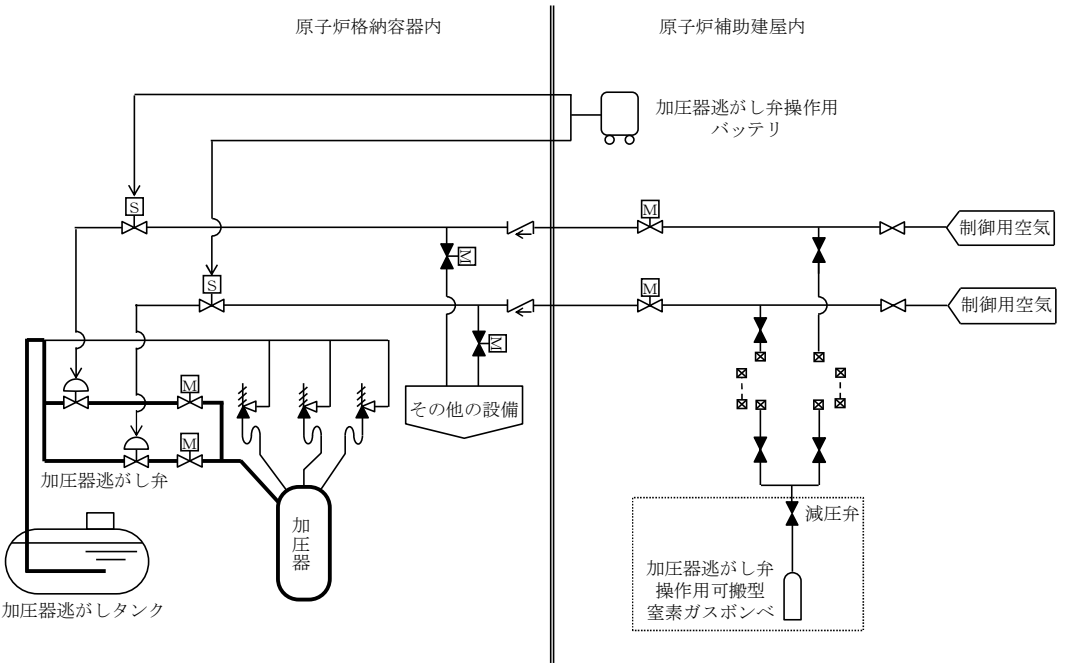 原子炉格納容器内
原子炉補助建屋内
加圧器逃がし弁操作用
バッテリ
S
M
制御用空気
M
S
M
制御用空気
M
M
その他の設備
M
加圧器逃がし弁
減圧弁
加圧器
加圧器逃がし弁
操作用可搬型
窒素ガスボンベ
加圧器逃がしタンク